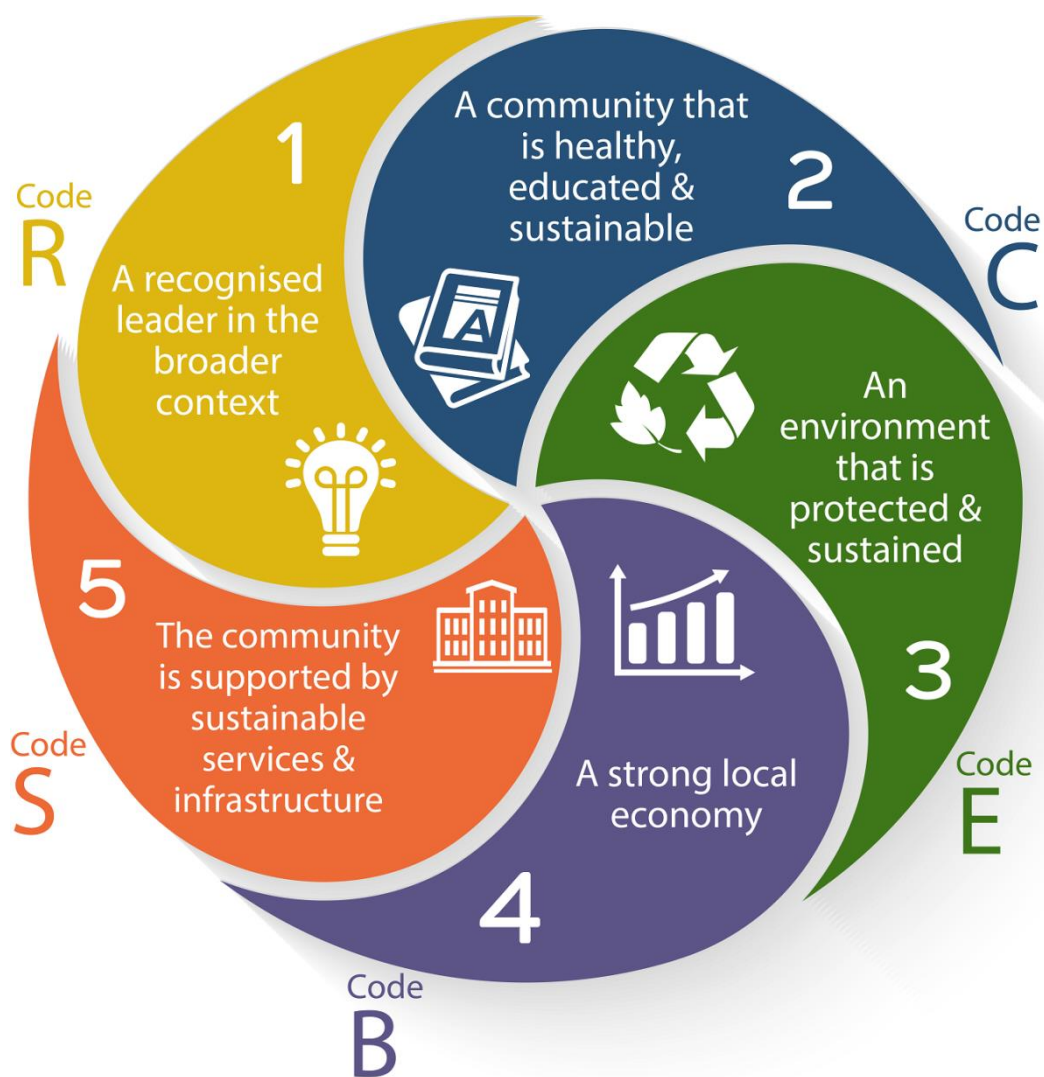 Code
R
1
A recognised
leader in the
broader
context
A community that
is healthy,
educated &
sustainable
2
Code
C
A
An
environment
that is
protected &
sustained
3
Code
E
A strong local
economy
4
Code
B
5
The community
is supported by
sustainable
services &
infrastructure
Code
S